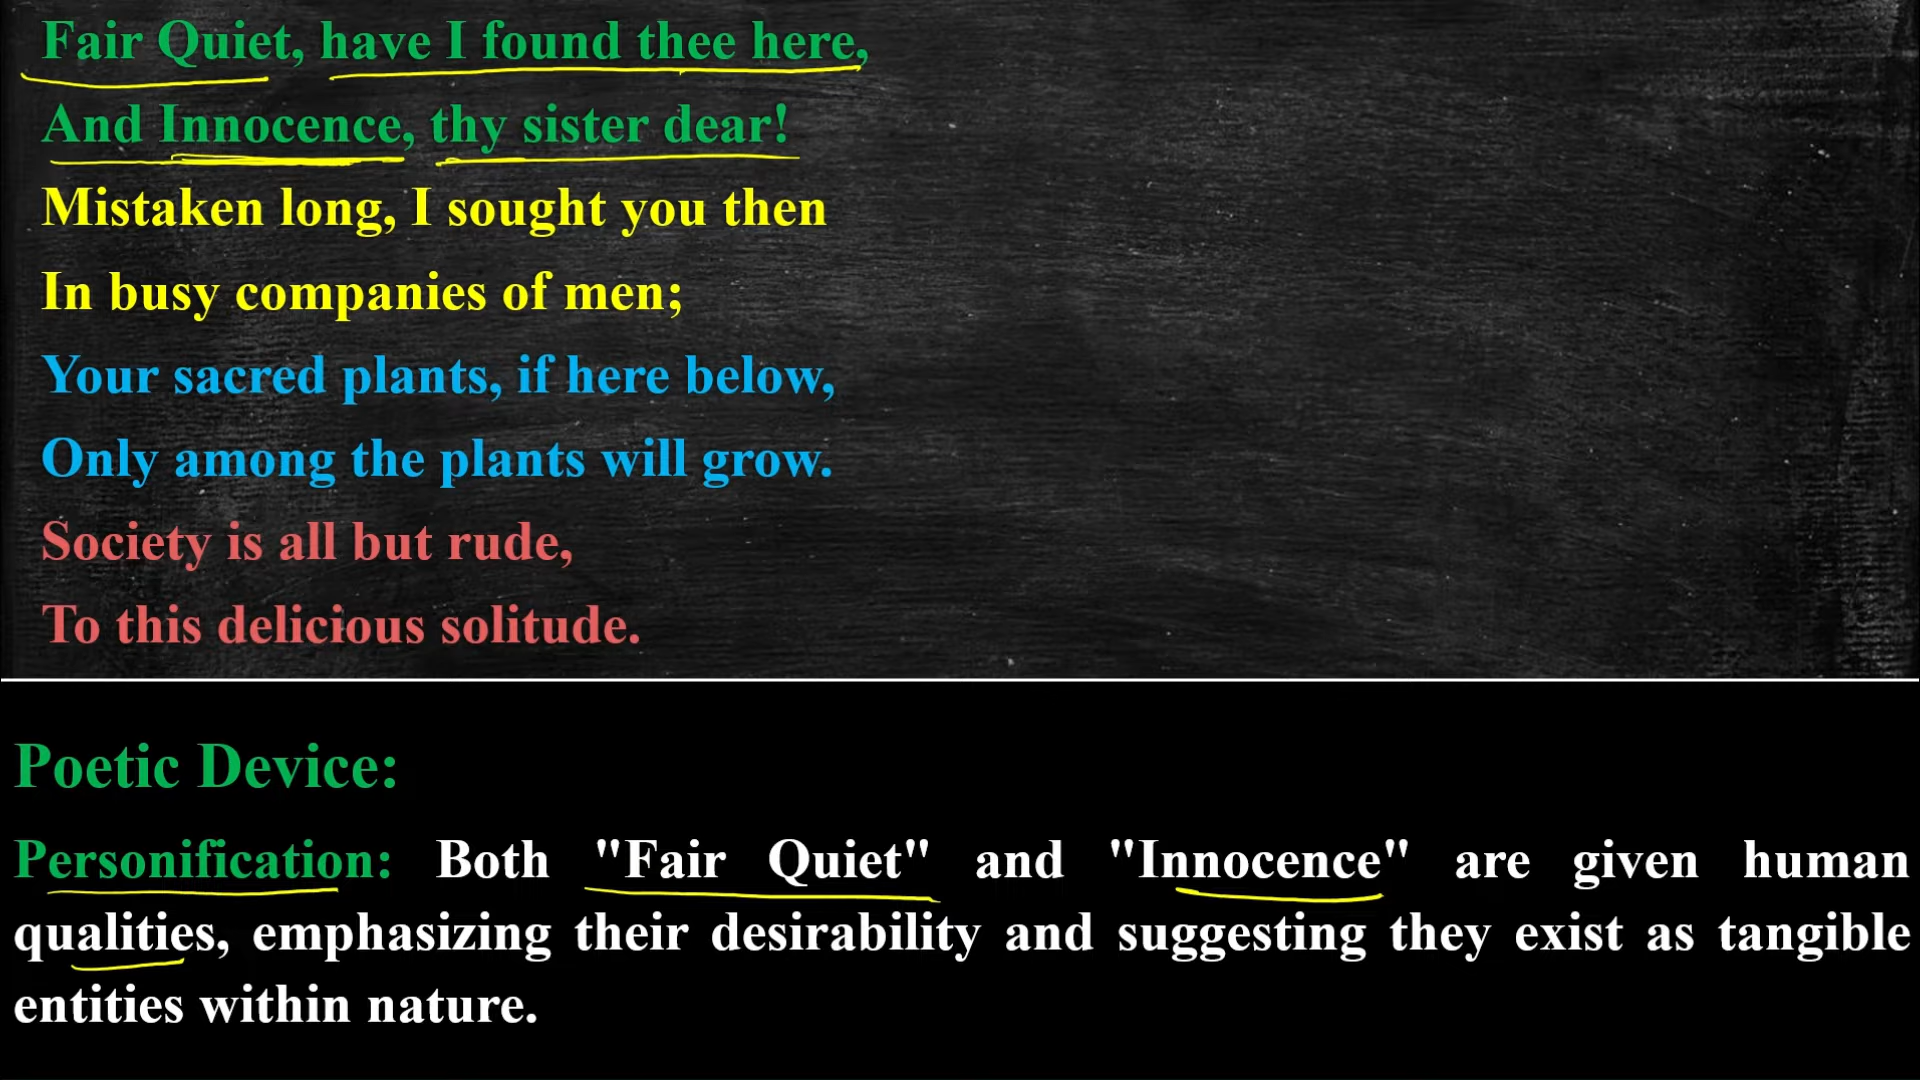 Fair Quiet, have I found thee here,
And Innocence, thy sister dear!
Mistaken long, I sought you then
In busy companies of men;
Your sacred plants, if here below,
Only among the plants will grow.
Society is all but rude,
To this delicious solitude.
Poetic Device:
Personification: Both "Fair Quiet" and "Innocence" are given human
qualities, emphasizing their desirability and suggesting they exist as tangible
entities within nature.